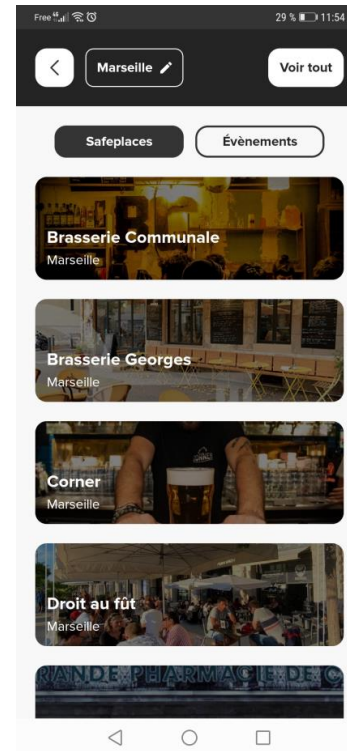 Free 29 % 11:54
Marseille Voir tout
Safeplaces Évènements
Brasserie Communale
Marseille
Brasserie Georges
Marseille
Corner
Marseille
Droit au fût
Marseille
RANDE PHARMACIE DE C